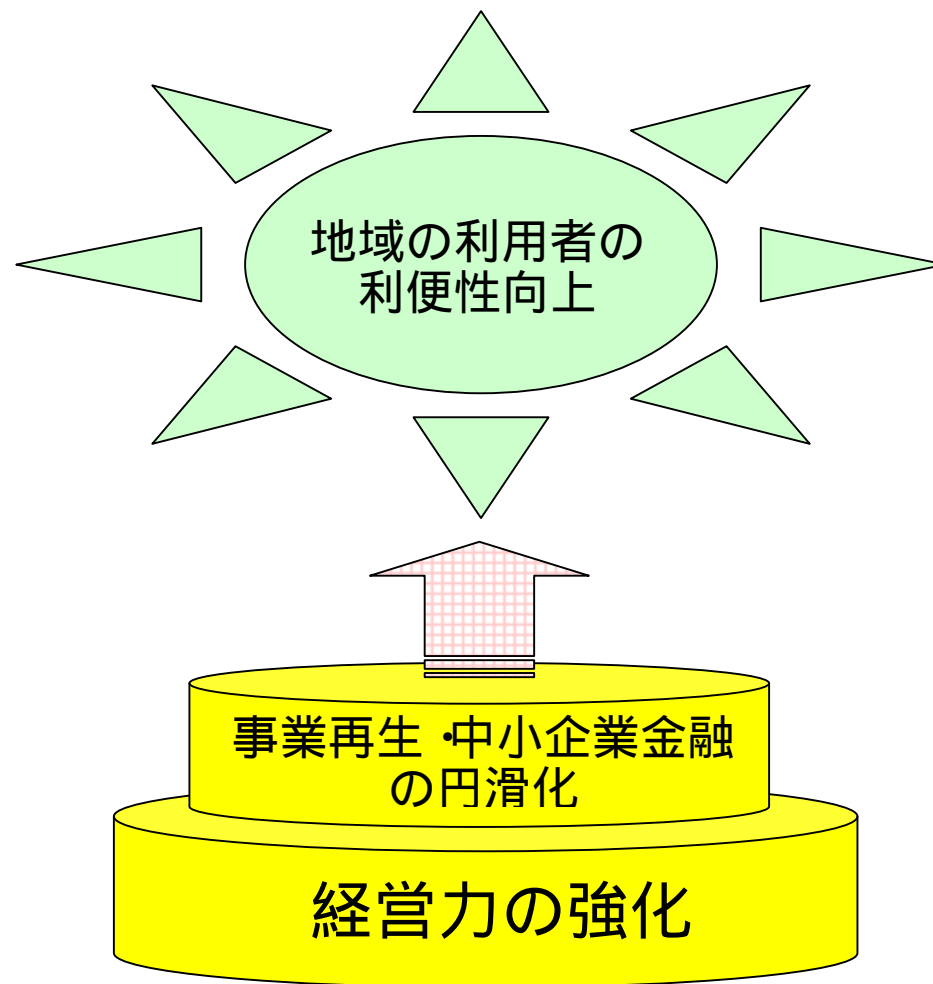 地域の利用者の
利便性向上
事業再生・中小企業金融
の円滑化
経営力の強化